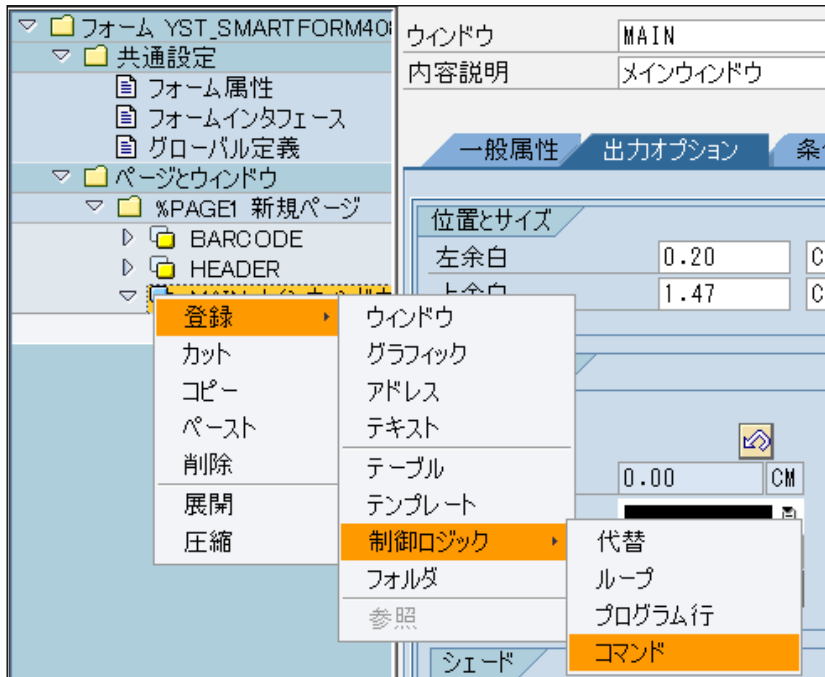 フォーム YST_SMARTFORM40
共通設定
フォーム属性
フォームインタフェース
グローバル定義
ページとウィンドウ
%PAGE1 新規ページ
BARCODE
HEADER
ウィンドウ
MAIN
内容説明
メインウィンドウ
一般属性
出力オプション
条
位置とサイズ
左余白
0.20
C
上余白
1.47
C
登録
カット
コピー
ペースト
削除
展開
圧縮
ウィンドウ
グラフィック
アドレス
テキスト
テーブル
テンプレート
制御ロジック
フォルダ
参照
0.00
CM
代替
ループ
プログラム行
コマンド
シェード